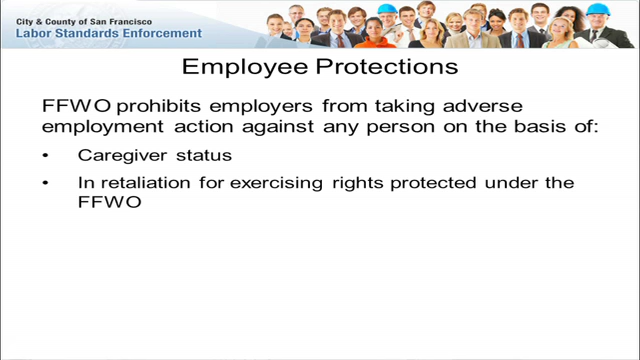 City & County of San Francisco
Labor Standards Enforcement
Employee Protections
FFWO prohibits employers from taking adverse
employment action against any person on the basis of:
• Caregiver status
• In retaliation for exercising rights protected under the
FFWO